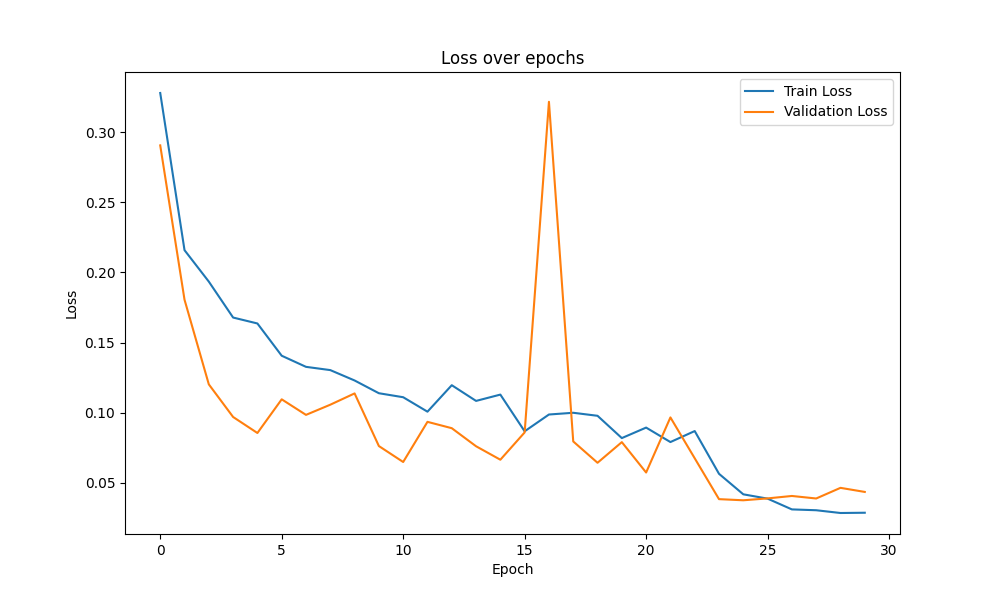 Loss over epochs
Train Loss
Validation Loss
0.30
0.25
0.20
0.15
0.10
0.05
Loss
0 5 10 15 20 25 30
Epoch